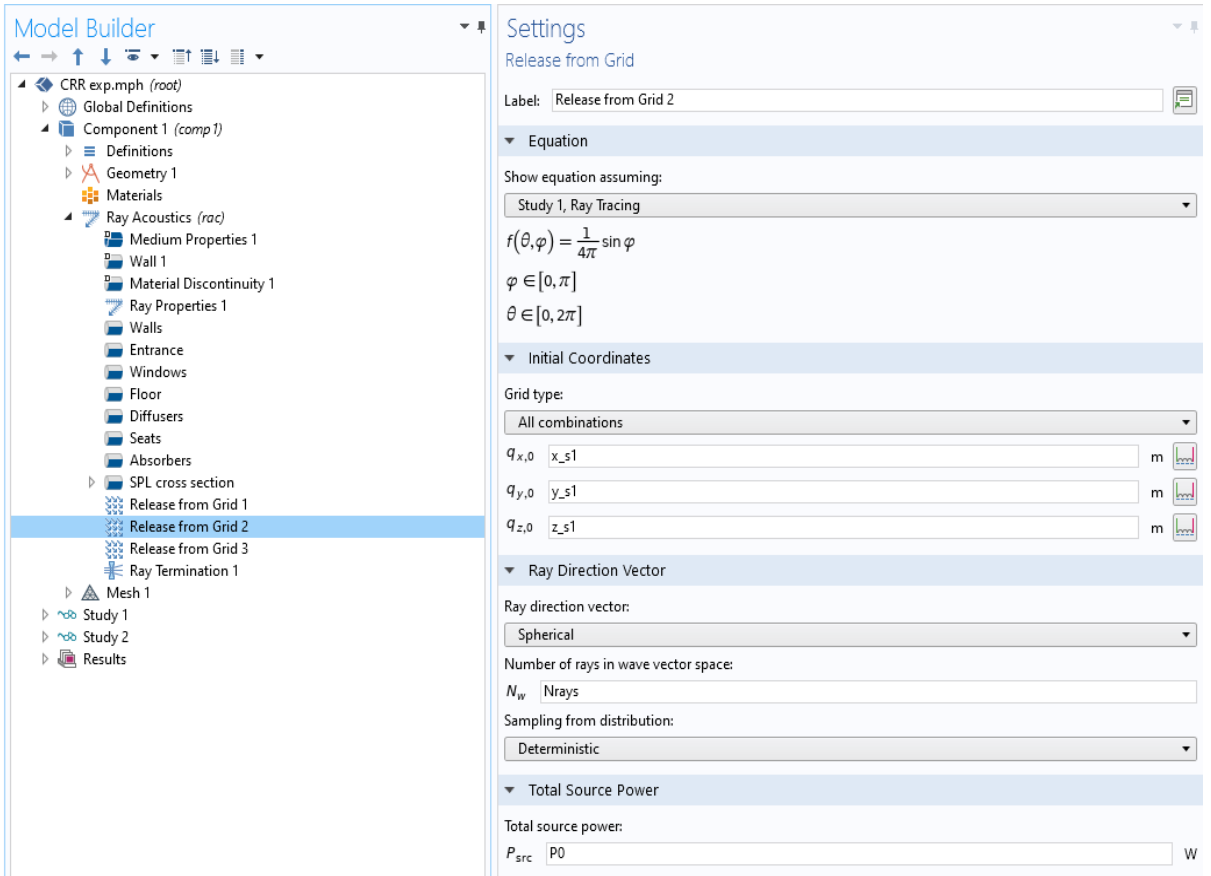 Model Builder
CRR exp.mph (root)
Global Definitions
Component 1 (comp1)
Definitions
Geometry 1
Materials
Ray Acoustics (rac)
Medium Properties 1
Wall 1
Material Discontinuity 1
Ray Properties 1
Walls
Entrance
Windows
Floor
Diffusers
Seats
Absorbers
SPL cross section
Release from Grid 1
Release from Grid 2
Release from Grid 3
Ray Termination 1
Mesh 1
Study 1
Study 2
Results
Settings
Release from Grid
Label: Release from Grid 2
Equation
Show equation assuming:
Study 1, Ray Tracing
f(θ,φ) = 1/4π sin φ
φ ∈ [0, π]
θ ∈ [0, 2π]
Initial Coordinates
Grid type:
All combinations
qx,0 x_s1 m
qy,0 y_s1 m
qz,0 z_s1 m
Ray Direction Vector
Ray direction vector:
Spherical
Number of rays in wave vector space:
Nw Nrays
Sampling from distribution:
Deterministic
Total Source Power
Total source power:
Psrc P0 W